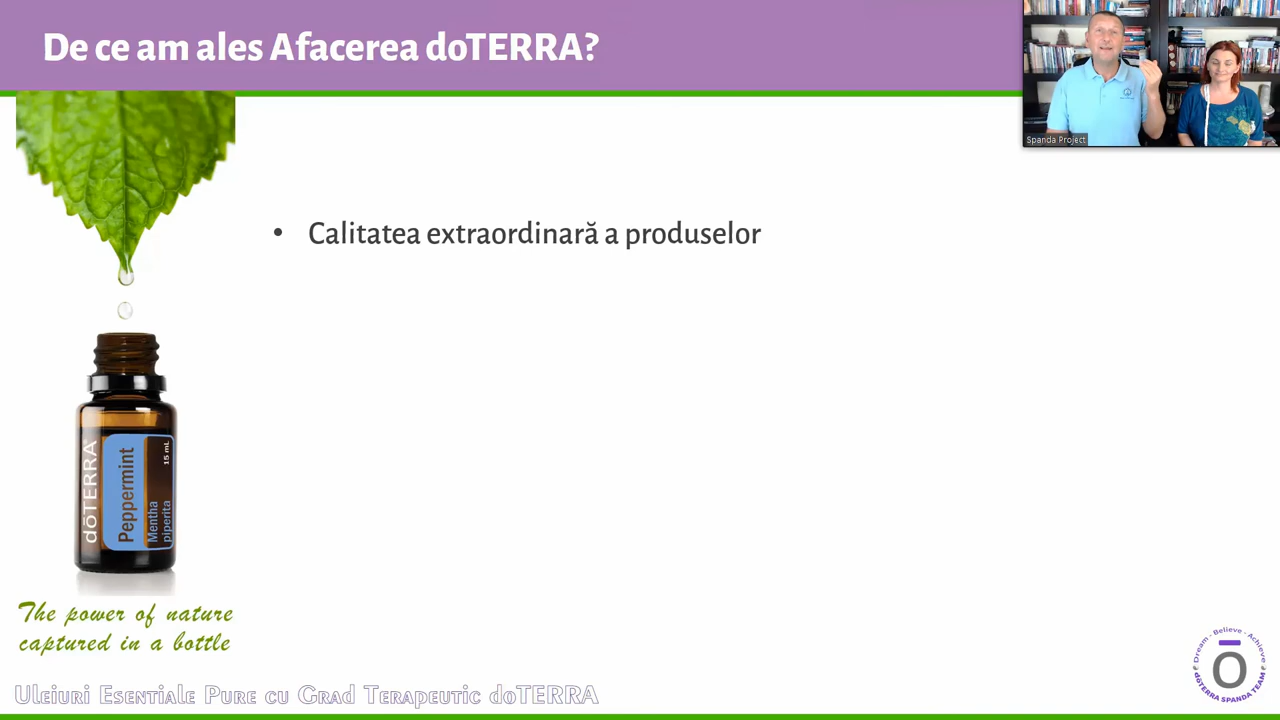 De ce am ales Afacerea doTERRA?
Spanda Project
• Calitatea extraordinară a produselor
dōTERRA
Peppermint
Mentha
piperita
15 mL
The power of nature
captured in a bottle
Uleiuri Esentiale Pure cu Grad Terapeutic doTERRA
Dream - Believe - Achieve
Ō
dōTERRA SPANDA TEAM